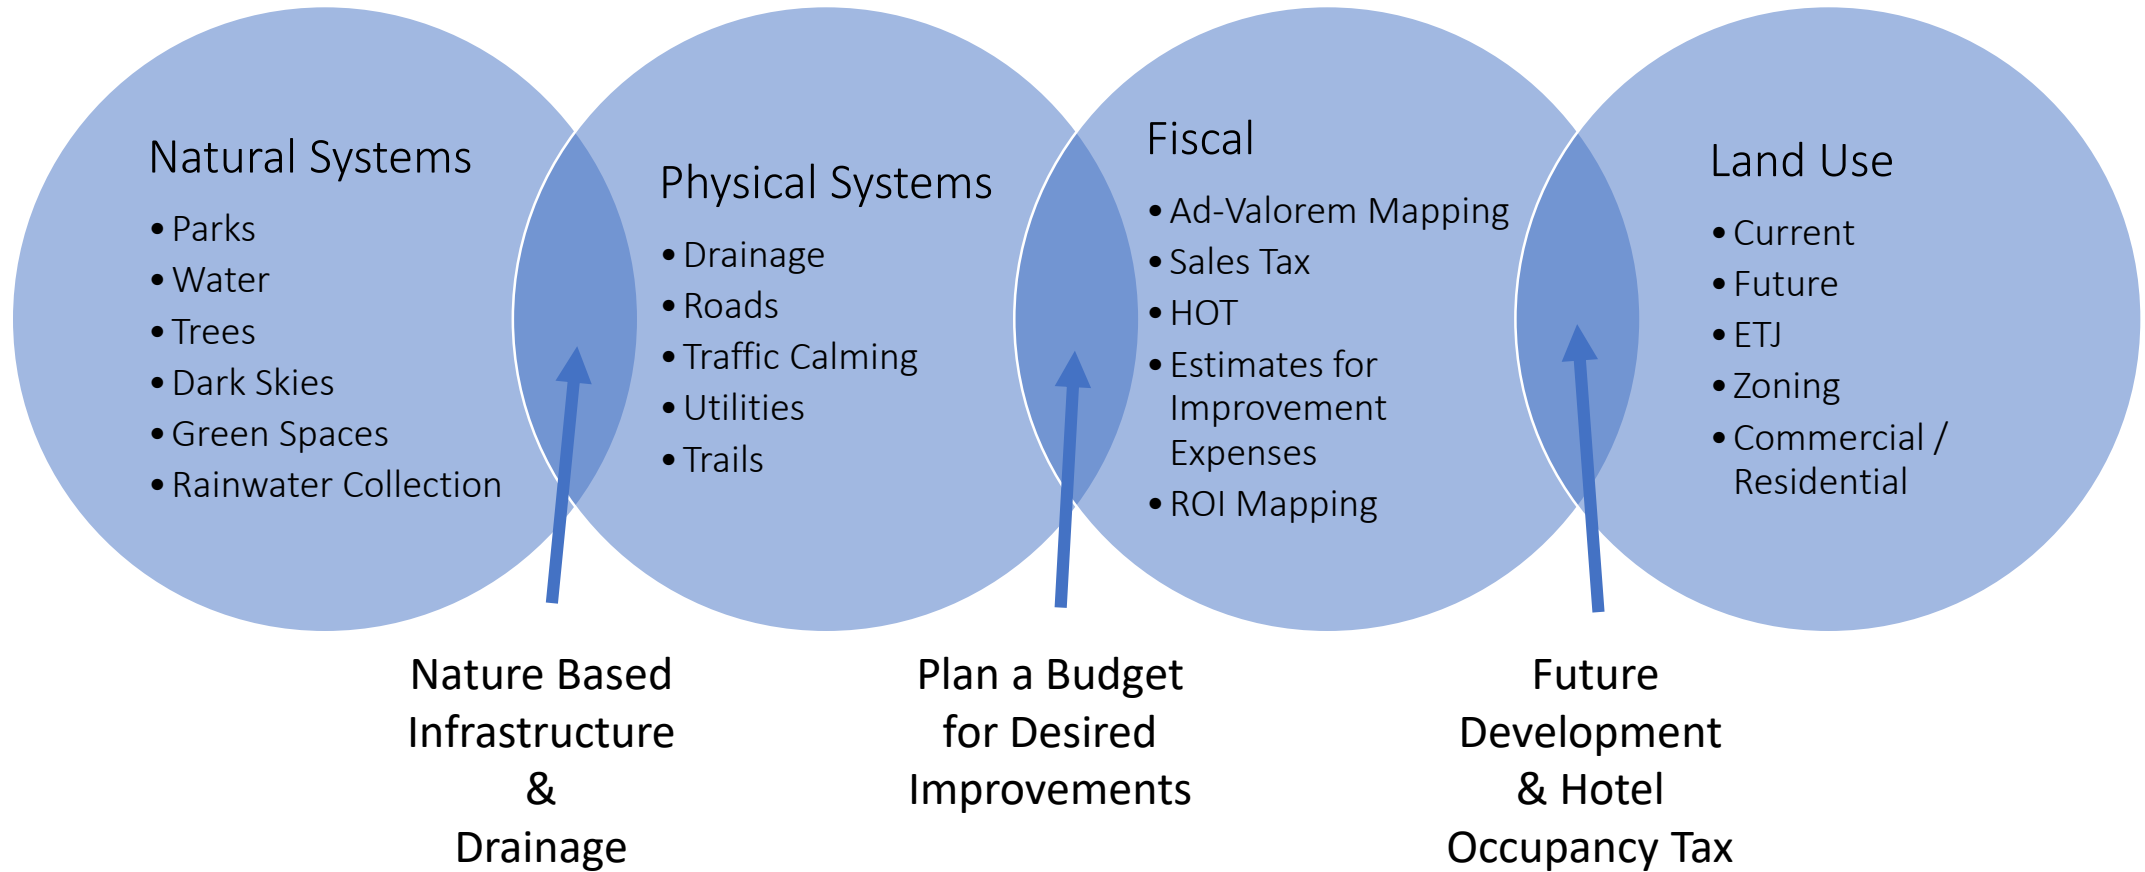 Natural Systems
• Parks
• Water
• Trees
• Dark Skies
• Green Spaces
• Rainwater Collection
Physical Systems
• Drainage
• Roads
• Traffic Calming
• Utilities
• Trails
Fiscal
• Ad-Valorem Mapping
• Sales Tax
• HOT
• Estimates for
Improvement
Expenses
• ROI Mapping
Land Use
• Current
• Future
• ETJ
• Zoning
• Commercial /
Residential
Nature Based
Infrastructure
&
Drainage
Plan a Budget
for Desired
Improvements
Future
Development
& Hotel
Occupancy Tax